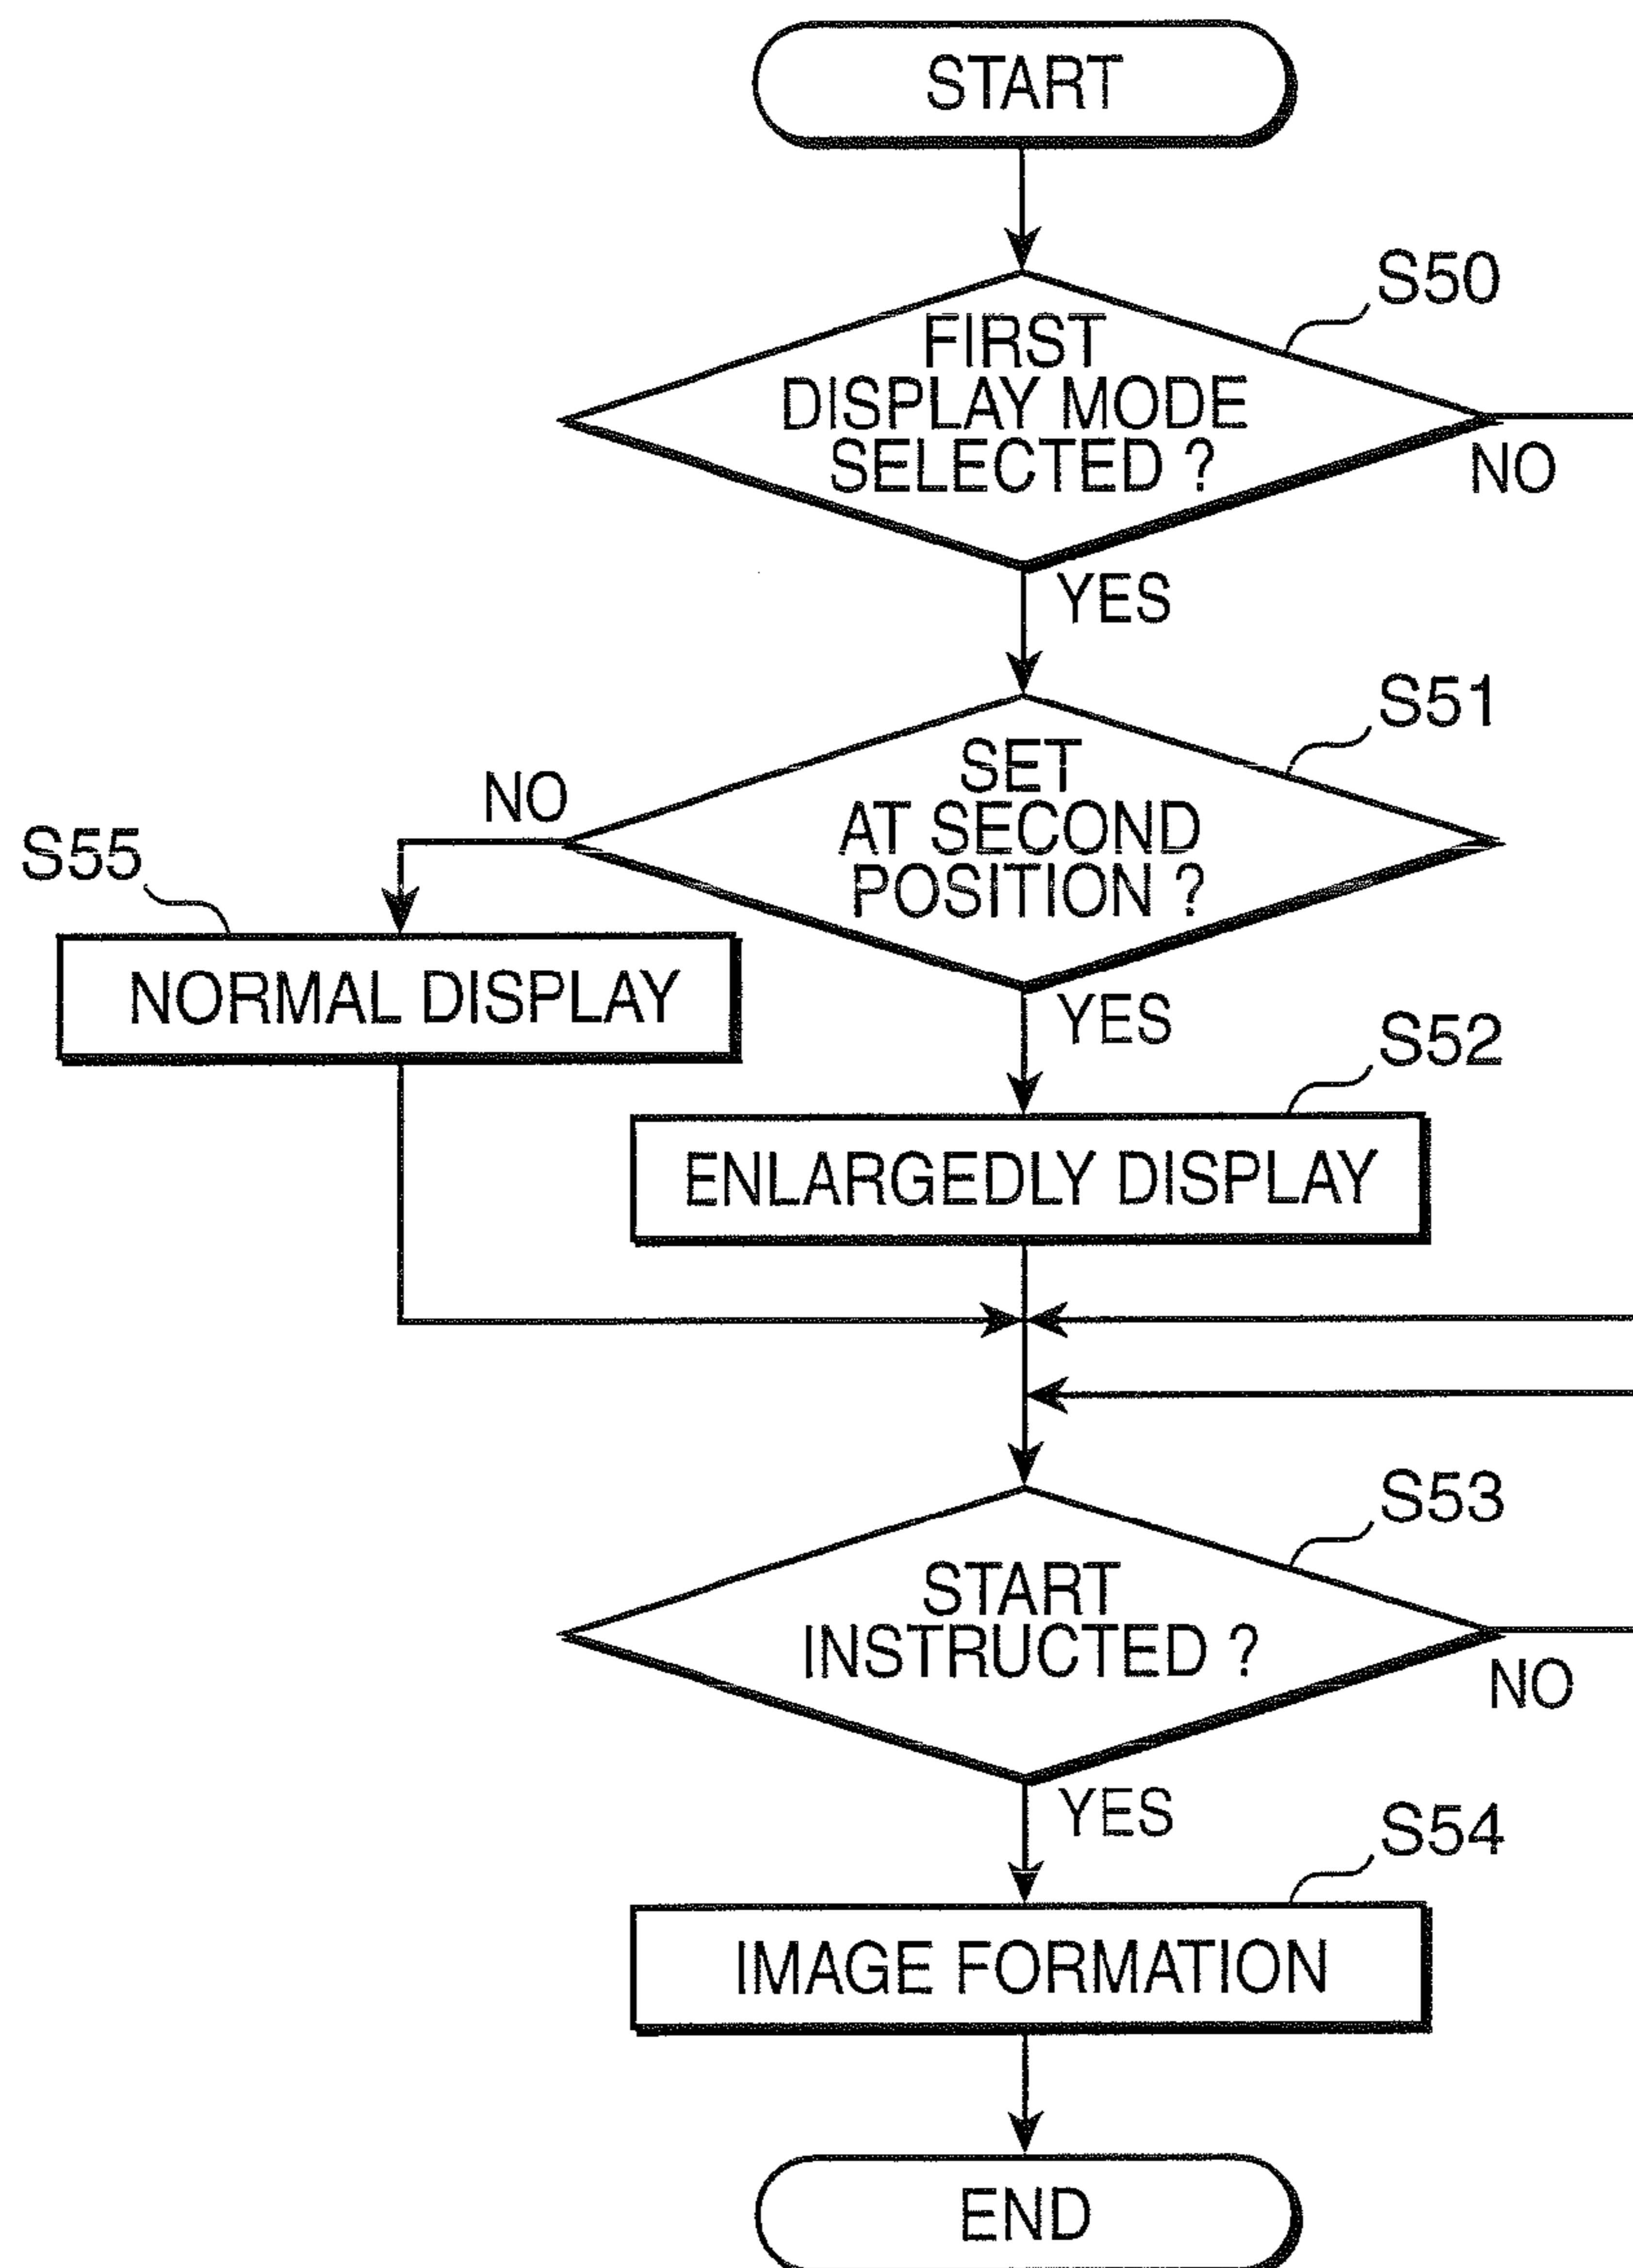 START
S50
FIRST
DISPLAY MODE
SELECTED ?
NO
YES
S51
SET
AT SECOND
POSITION ?
NO
S55
NORMAL DISPLAY
YES
S52
ENLARGEDLY DISPLAY
S53
START
INSTRUCTED ?
NO
YES
S54
IMAGE FORMATION
END